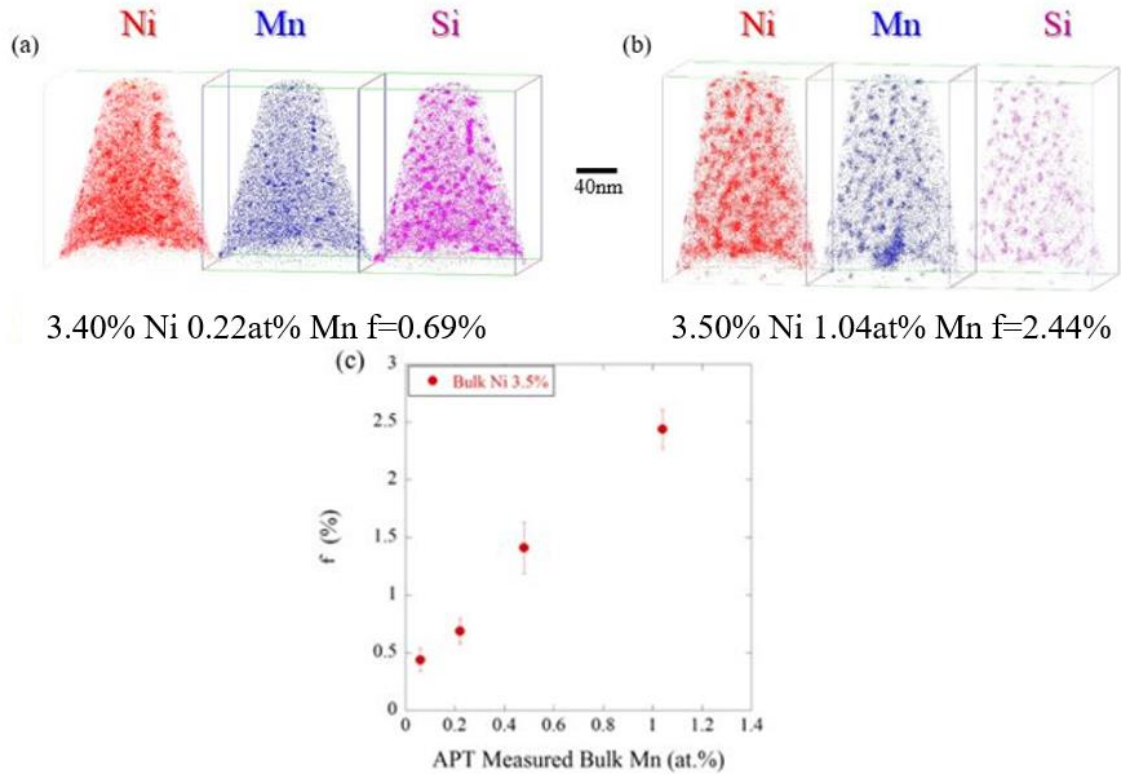 Ni Mn Si
(a)
Ni Mn Si
(b)
40nm
3.40% Ni 0.22at% Mn f=0.69%
3.50% Ni 1.04at% Mn f=2.44%
(c)
Bulk Ni 3.5%
3
2.5
2
1.5
1
0.5
0
f (%)
0 0.2 0.4 0.6 0.8 1 1.2 1.4
APT Measured Bulk Mn (at.%)